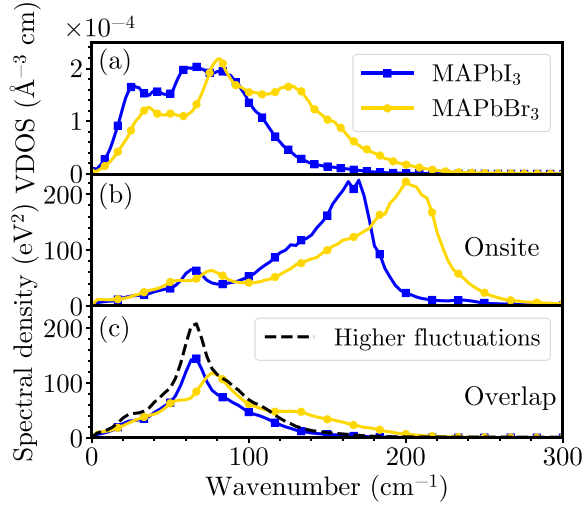 ×10⁻⁴
(a)
MAPbI₃
MAPbBr₃
2
1
0
VDOS (Å⁻³ cm)
(b)
Onsite
200
100
0
Spectral density (eV²)
(c)
Higher fluctuations
Overlap
200
100
0
0 100 200 300
Wavenumber (cm⁻¹)